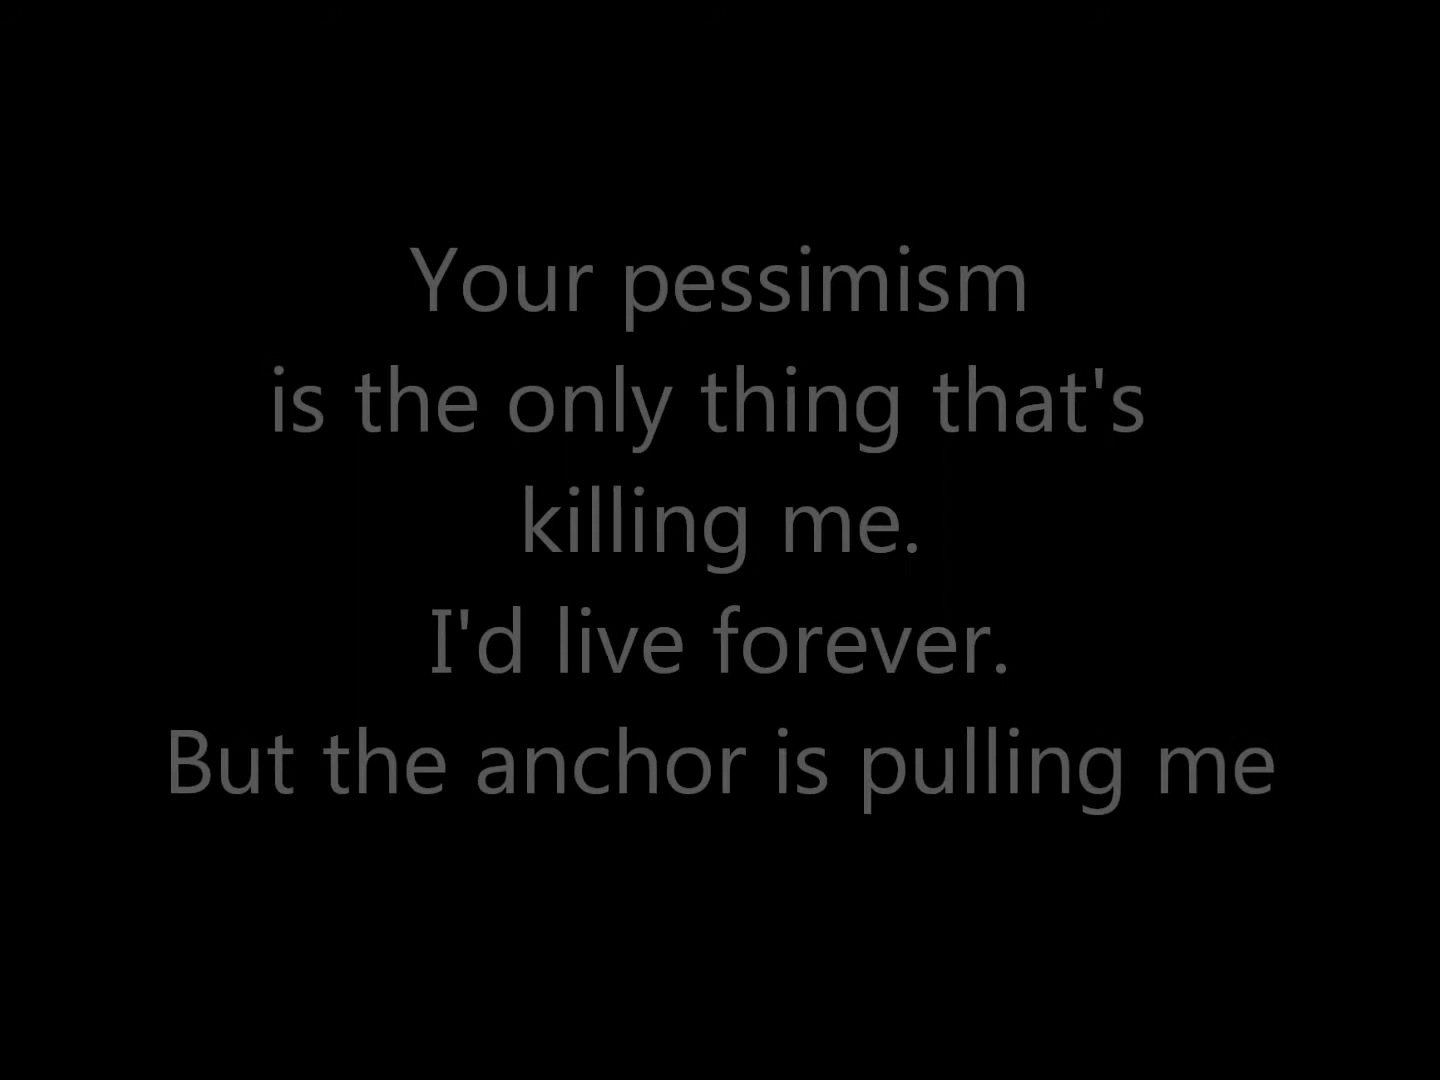 Your pessimism
is the only thing that's
killing me.
I'd live forever.
But the anchor is pulling me